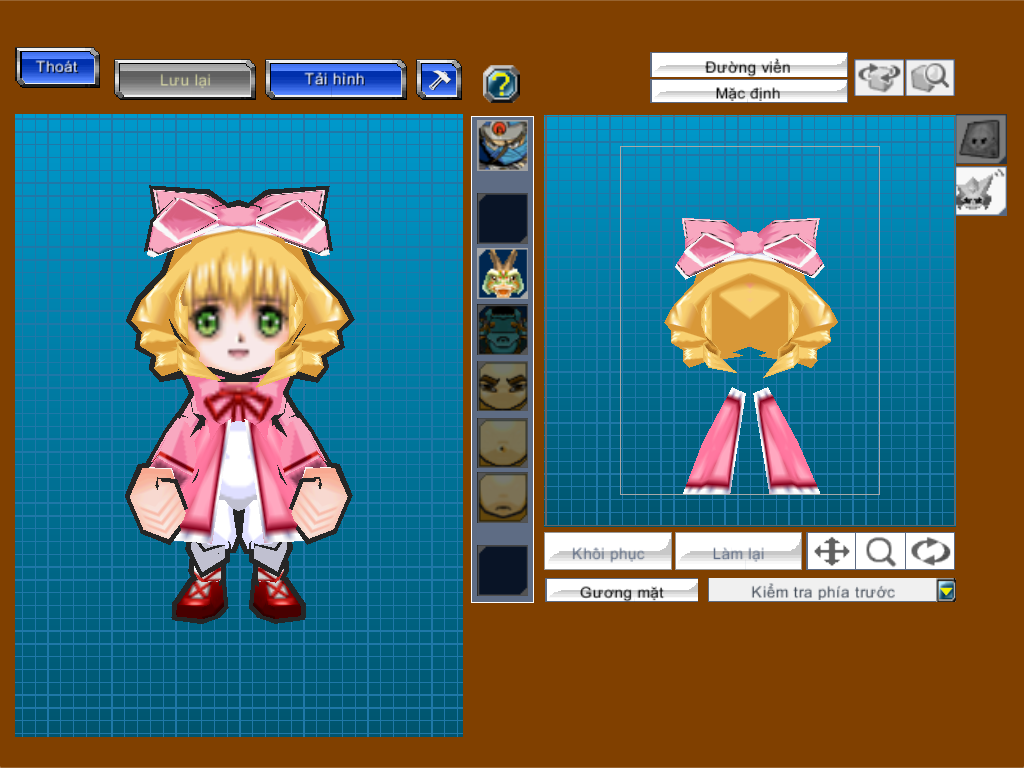 Thoát
Lưu lại
Tải hình
?
Đường viền
Mặc định
Khôi phục
Làm lại
Gương mặt
Kiểm tra phía trước